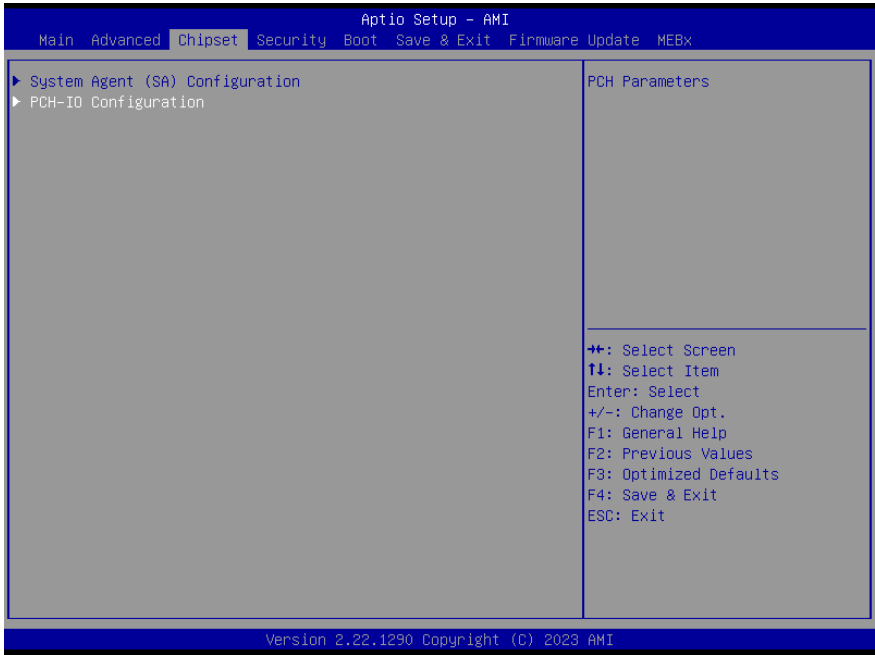 Aptio Setup – AMI
Main Advanced Chipset Security Boot Save & Exit Firmware Update MEBx
System Agent (SA) Configuration
PCH-IO Configuration
PCH Parameters
→←: Select Screen
↑↓: Select Item
Enter: Select
+/-: Change Opt.
F1: General Help
F2: Previous Values
F3: Optimized Defaults
F4: Save & Exit
ESC: Exit
Version 2.22.1290 Copyright (C) 2023 AMI